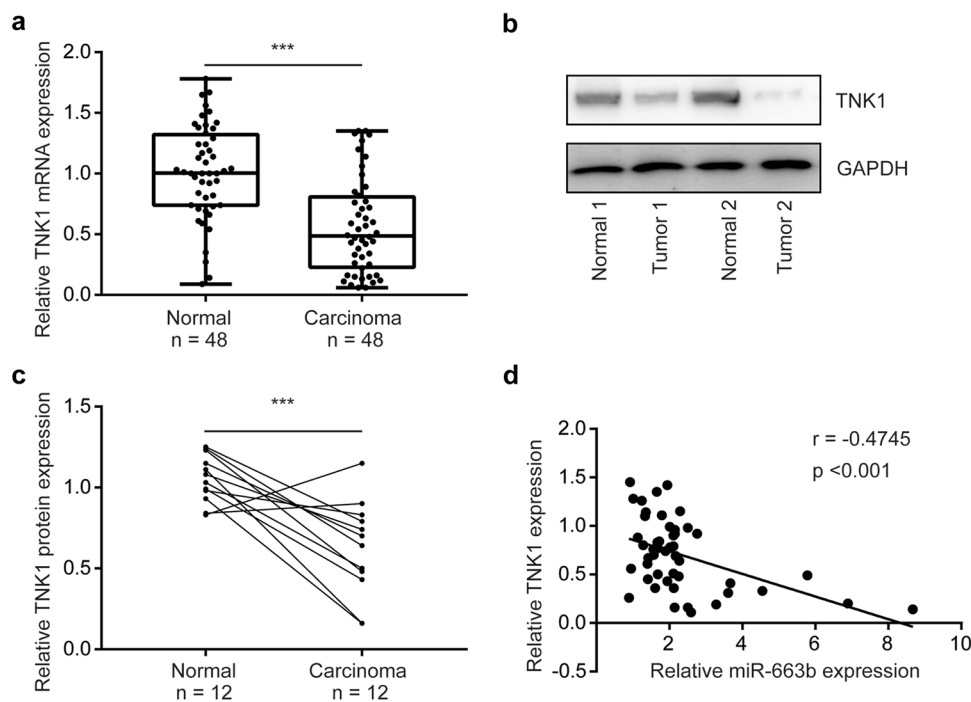 a
Relative TNK1 mRNA expression
2.0
1.5
1.0
0.5
0.0
***
Normal
n = 48
Carcinoma
n = 48
b
TNK1
GAPDH
Normal 1
Tumor 1
Normal 2
Tumor 2
c
Relative TNK1 protein expression
1.5
1.0
0.5
0.0
***
Normal
n = 12
Carcinoma
n = 12
d
Relative TNK1 expression
2.0
1.5
1.0
0.5
0.0
-0.5
r = -0.4745
p <0.001
2
4
6
8
10
Relative miR-663b expression